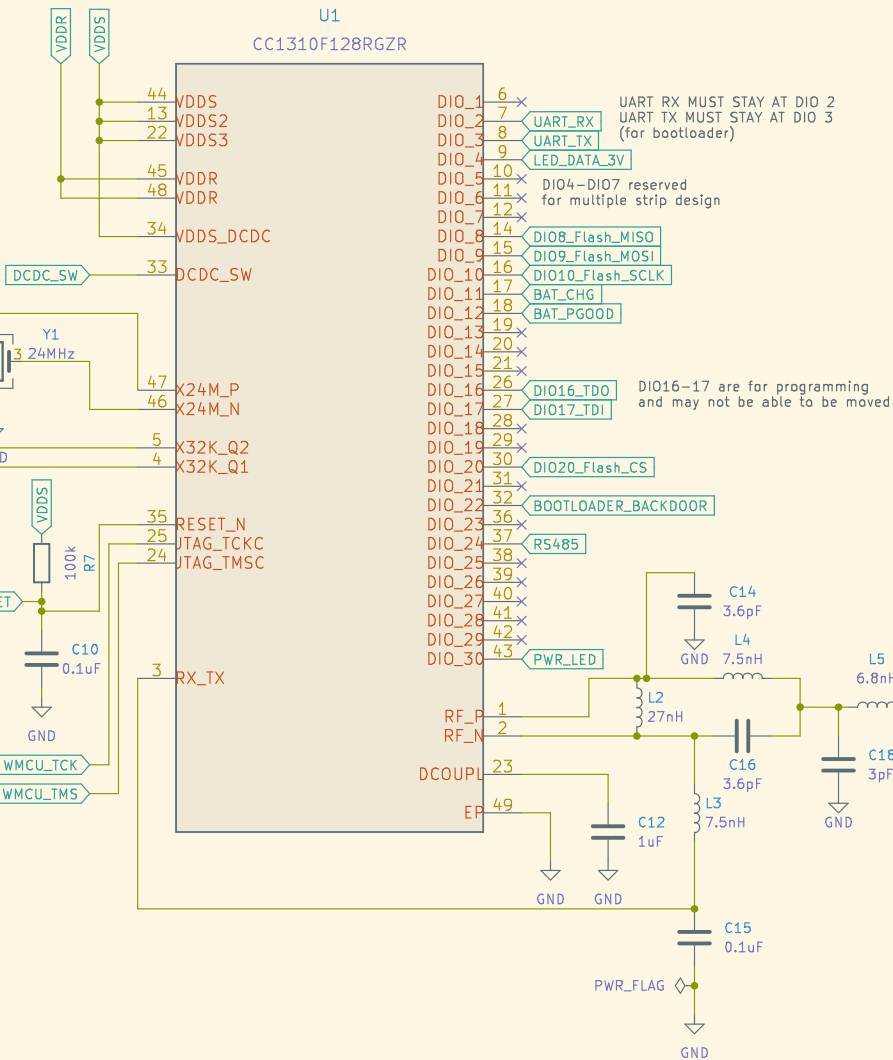 U1
CC1310F128RGZR
VDDR
VDDS
44
VDDS
13
VDDS2
22
VDDS3
45
VDDR
48
VDDR
34
VDDS_DCDC
DCDC_SW
33
DCDC_SW
Y1
3
24MHz
47
X24M_P
46
X24M_N
5
X32K_Q2
4
X32K_Q1
VDDS
100k
R7
35
RESET_N
25
JTAG_TCKC
24
JTAG_TMSC
C10
0.1uF
GND
3
RX_TX
WMCU_TCK
WMCU_TMS
DIO_1
6
DIO_2
7
UART_RX
DIO_3
8
UART_TX
DIO_4
9
LED_DATA_3V
DIO_5
10
DIO_6
11
DIO_7
12
DIO_8
14
DIO8_Flash_MISO
DIO_9
15
DIO9_Flash_MOSI
DIO_10
16
DIO10_Flash_SCLK
DIO_11
17
BAT_CHG
DIO_12
18
BAT_PGOOD
DIO_13
19
DIO_14
20
DIO_15
21
DIO_16
26
DIO16_TDO
DIO_17
27
DIO17_TDI
DIO_18
28
DIO_19
29
DIO_20
30
DIO20_Flash_CS
DIO_21
31
DIO_22
32
BOOTLOADER_BACKDOOR
DIO_23
36
DIO_24
37
RS485
DIO_25
38
DIO_26
39
DIO_27
40
DIO_28
41
DIO_29
42
DIO_30
43
PWR_LED
RF_P
1
RF_N
2
DCOUPL
23
EP
49
UART RX MUST STAY AT DIO 2
UART TX MUST STAY AT DIO 3
(for bootloader)
DIO4-DIO7 reserved
for multiple strip design
DIO16-17 are for programming
and may not be able to be moved
C14
3.6pF
GND
L4
7.5nH
L5
6.8nH
L2
27nH
C16
3.6pF
C18
3pF
GND
L3
7.5nH
C12
1uF
GND
GND
C15
0.1uF
PWR_FLAG
GND